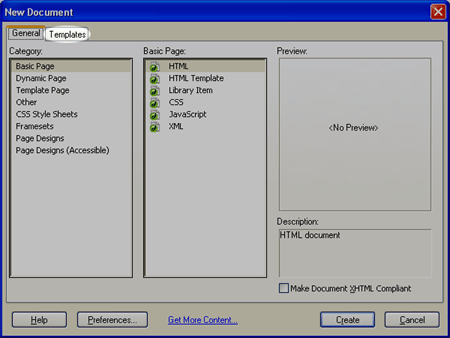 New Document
General
Templates
Category:
Basic Page
Dynamic Page
Template Page
Other
CSS Style Sheets
Framesets
Page Designs
Page Designs (Accessible)
Basic Page:
HTML
HTML Template
Library Item
CSS
JavaScript
XML
Preview:
<No Preview>
Description:
HTML document
Make Document XHTML Compliant
Help
Preferences...
Get More Content...
Create
Cancel